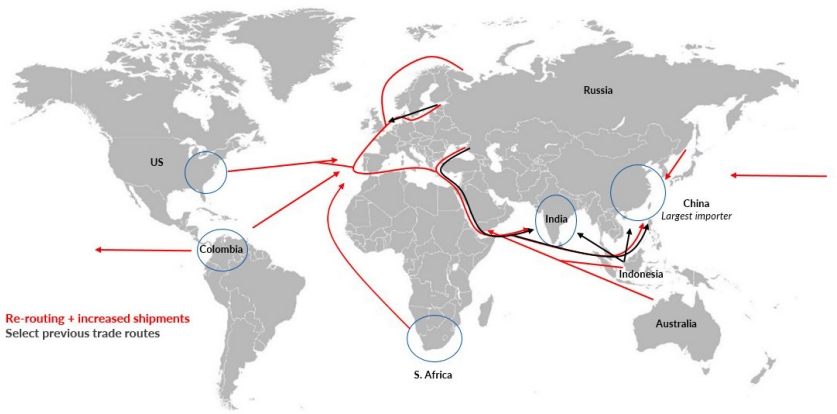 Russia
US
China
Largest importer
India
Colombia
Indonesia
Re-routing + increased shipments
Select previous trade routes
Australia
S. Africa